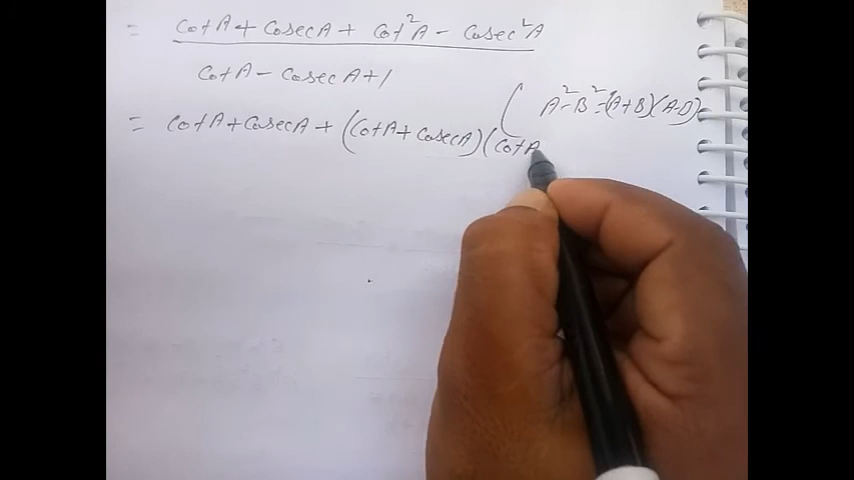 = CotA + CosecA + Cot²A - Cosec²A
CotA - CosecA + 1
( A²-B² = (A+B)(A-B)
= CotA + CosecA + (CotA + CosecA)(CotA